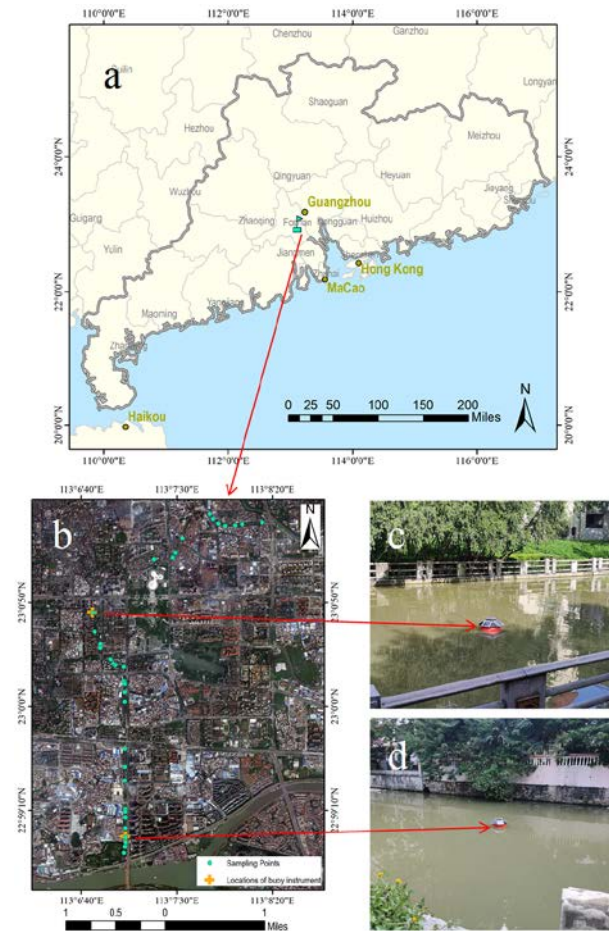 110°0'0"E 112°0'0"E 114°0'0"E 116°0'0"E
Chenzhou
Ganzhou
a
Longyan
Shaoguan
Hezhou
Meizhou
24°0'0"N
24°0'0"N
Qingyuan
Heyuan
Wuzhou
Guangzhou
Guigang
Zhaoqing
Huizhou
Yulin
Jiangmen
Hong Kong
22°0'0"N
22°0'0"N
MaCao
Maoming
N
0 25 50 100 150 200
Miles
20°0'0"N
20°0'0"N
Haikou
110°0'0"E 112°0'0"E 114°0'0"E 116°0'0"E
113°6'40"E 113°7'30"E 113°8'20"E
b
N
c
23°0'50"N
23°0'50"N
23°0'0"N
23°0'0"N
d
22°59'10"N
22°59'10"N
Sampling Points
Locations of buoy instrument
113°6'40"E 113°7'30"E 113°8'20"E
1 0.5 0 1
Miles